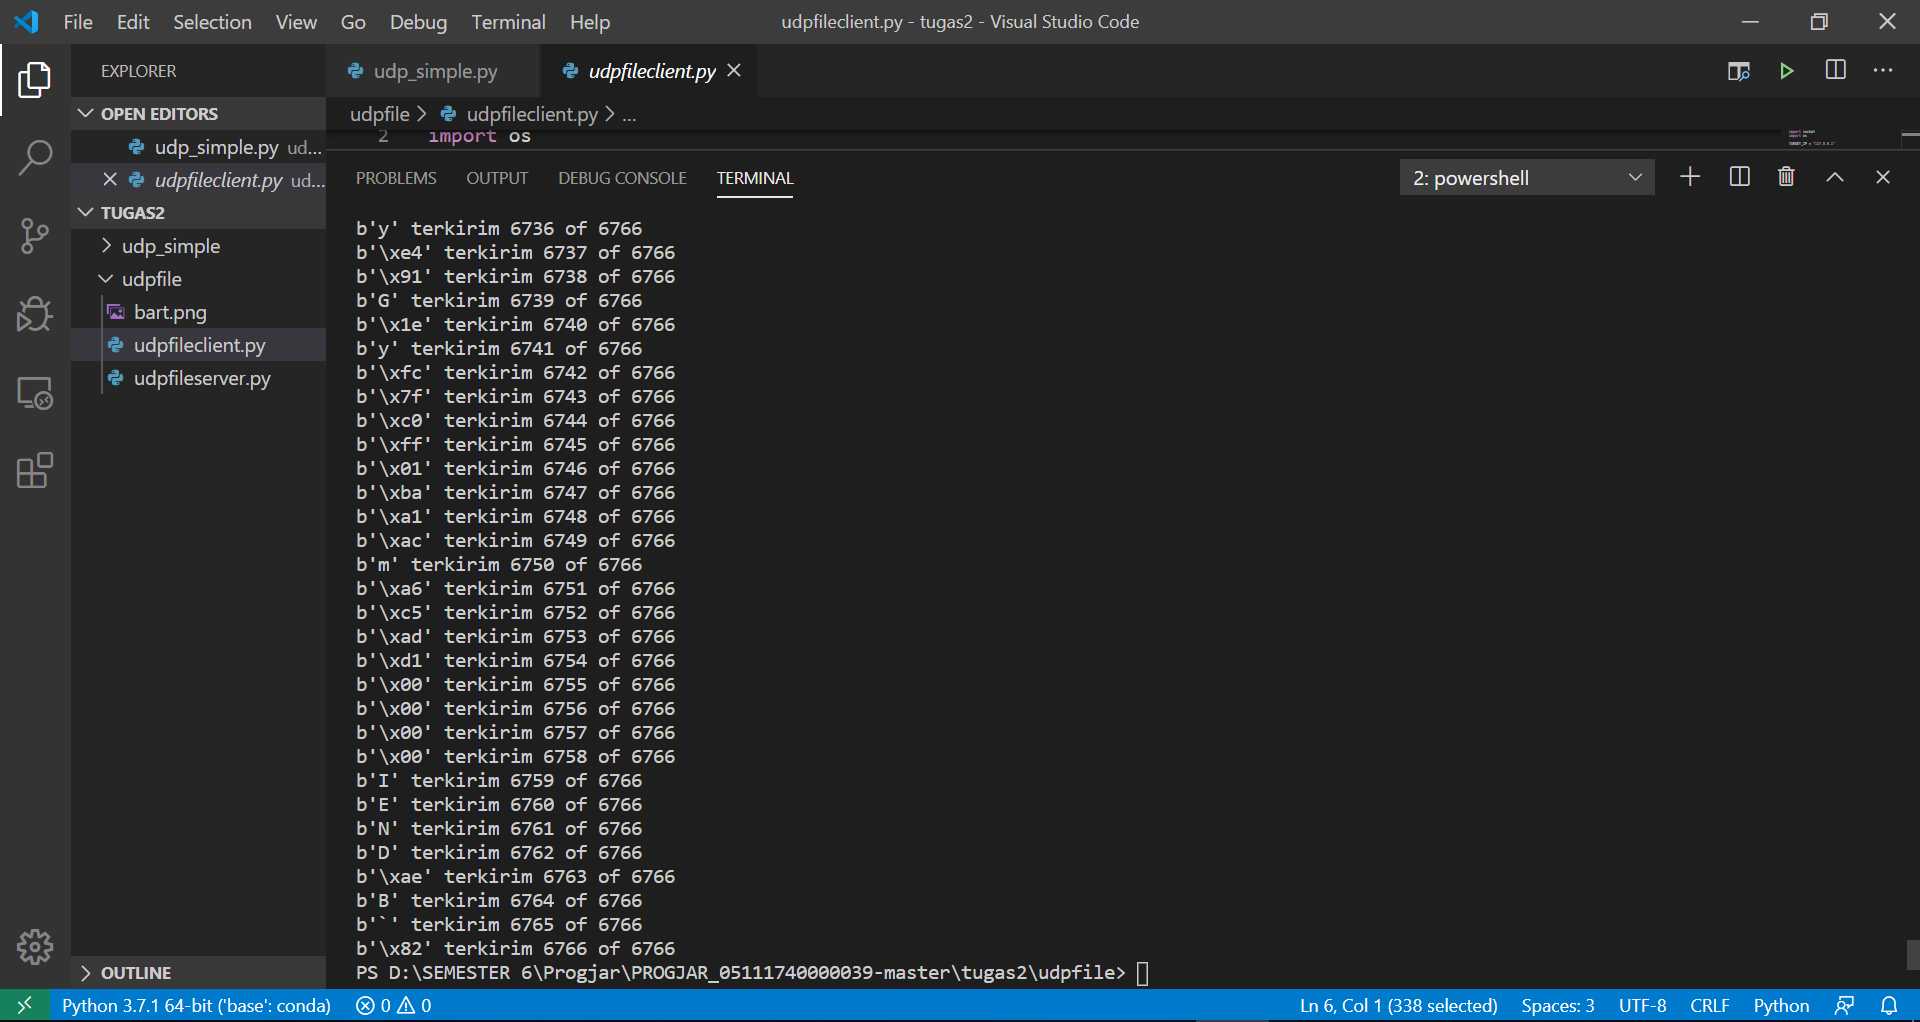 File Edit Selection View Go Debug Terminal Help
udpfileclient.py - tugas2 - Visual Studio Code
EXPLORER
OPEN EDITORS
udp_simple.py ud...
udpfileclient.py ud...
TUGAS2
udp_simple
udpfile
bart.png
udpfileclient.py
udpfileserver.py
OUTLINE
udp_simple.py
udpfileclient.py
udpfile > udpfileclient.py > ...
2 import os
PROBLEMS OUTPUT DEBUG CONSOLE TERMINAL
2: powershell
b'y' terkirim 6736 of 6766
b'\xe4' terkirim 6737 of 6766
b'\x91' terkirim 6738 of 6766
b'G' terkirim 6739 of 6766
b'\x1e' terkirim 6740 of 6766
b'y' terkirim 6741 of 6766
b'\xfc' terkirim 6742 of 6766
b'\x7f' terkirim 6743 of 6766
b'\xc0' terkirim 6744 of 6766
b'\xff' terkirim 6745 of 6766
b'\x01' terkirim 6746 of 6766
b'\xba' terkirim 6747 of 6766
b'\xa1' terkirim 6748 of 6766
b'\xac' terkirim 6749 of 6766
b'm' terkirim 6750 of 6766
b'\xa6' terkirim 6751 of 6766
b'\xc5' terkirim 6752 of 6766
b'\xad' terkirim 6753 of 6766
b'\xd1' terkirim 6754 of 6766
b'\x00' terkirim 6755 of 6766
b'\x00' terkirim 6756 of 6766
b'\x00' terkirim 6757 of 6766
b'\x00' terkirim 6758 of 6766
b'I' terkirim 6759 of 6766
b'E' terkirim 6760 of 6766
b'N' terkirim 6761 of 6766
b'D' terkirim 6762 of 6766
b'\xae' terkirim 6763 of 6766
b'B' terkirim 6764 of 6766
b'`' terkirim 6765 of 6766
b'\x82' terkirim 6766 of 6766
PS D:\SEMESTER 6\Progjar\PROGJAR_05111740000039-master\tugas2\udpfile>
Python 3.7.1 64-bit ('base': conda) 0 0
Ln 6, Col 1 (338 selected) Spaces: 3 UTF-8 CRLF Python